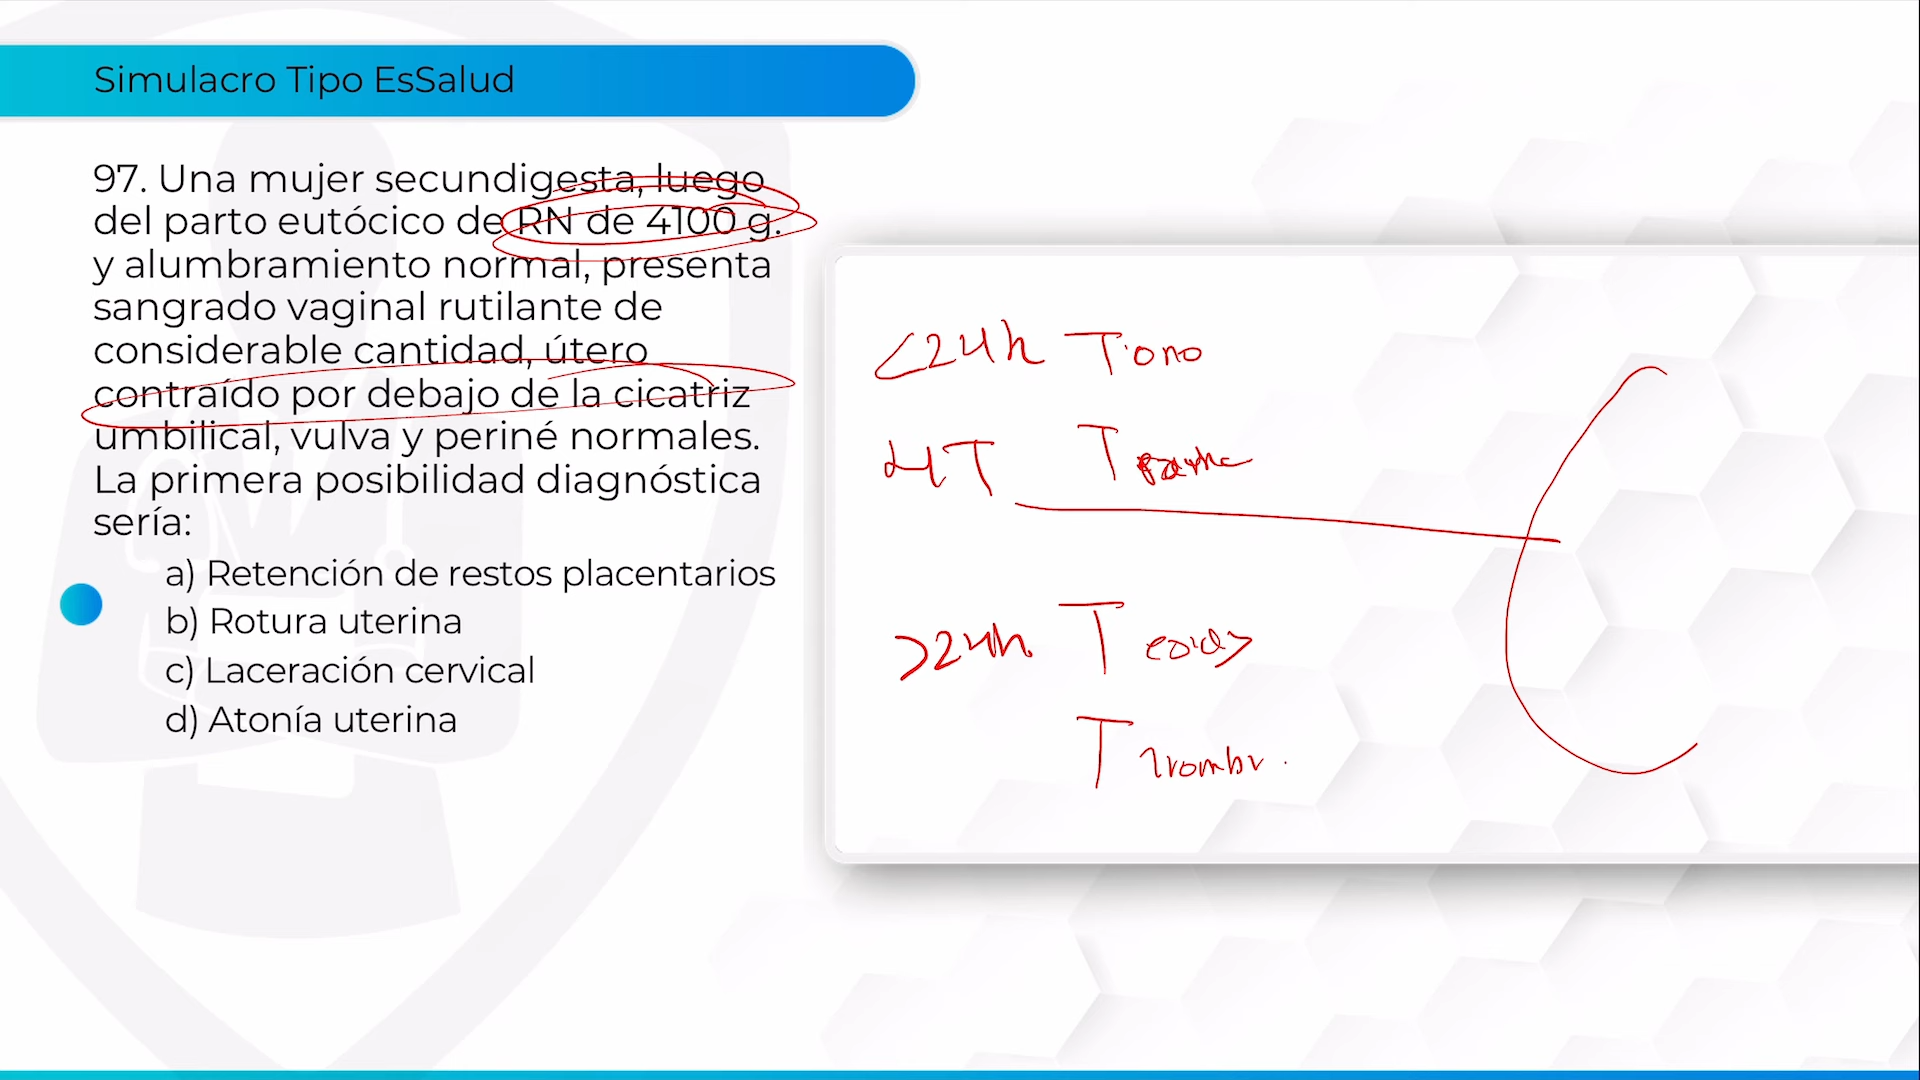 Simulacro Tipo EsSalud
97. Una mujer secundigesta, luego
del parto eutócico de RN de 4100 g.
y alumbramiento normal, presenta
sangrado vaginal rutilante de
considerable cantidad, útero
contraído por debajo de la cicatriz
umbilical, vulva y periné normales.
La primera posibilidad diagnóstica
sería:
a) Retención de restos placentarios
b) Rotura uterina
c) Laceración cervical
d) Atonía uterina
<24h Tono
4T T
>24h T
T